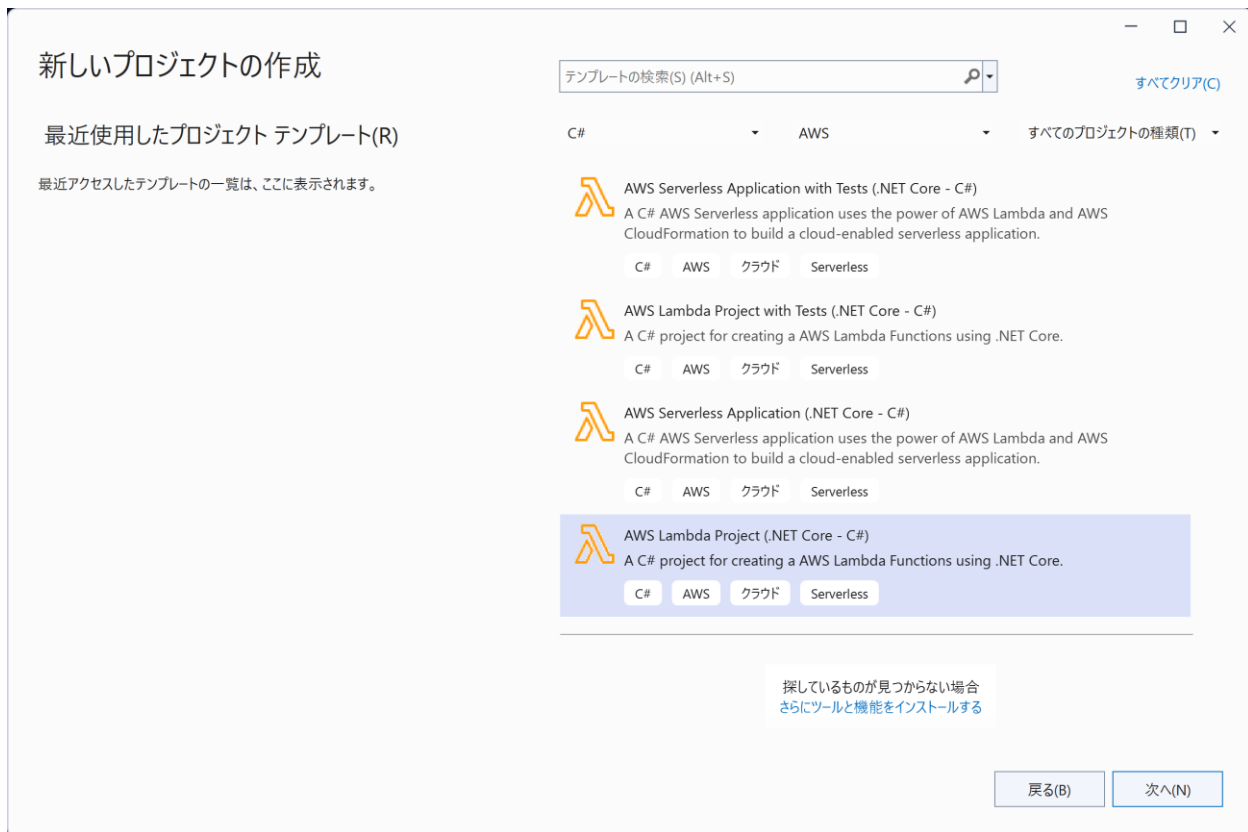 新しいプロジェクトの作成
テンプレートの検索(S) (Alt+S)
すべてクリア(C)
最近使用したプロジェクト テンプレート(R)
最近アクセスしたテンプレートの一覧は、ここに表示されます。
C#
AWS
すべてのプロジェクトの種類(T)
AWS Serverless Application with Tests (.NET Core - C#)
A C# AWS Serverless application uses the power of AWS Lambda and AWS
CloudFormation to build a cloud-enabled serverless application.
C# AWS クラウド Serverless
AWS Lambda Project with Tests (.NET Core - C#)
A C# project for creating a AWS Lambda Functions using .NET Core.
C# AWS クラウド Serverless
AWS Serverless Application (.NET Core - C#)
A C# AWS Serverless application uses the power of AWS Lambda and AWS
CloudFormation to build a cloud-enabled serverless application.
C# AWS クラウド Serverless
AWS Lambda Project (.NET Core - C#)
A C# project for creating a AWS Lambda Functions using .NET Core.
C# AWS クラウド Serverless
探しているものが見つからない場合
さらにツールと機能をインストールする
戻る(B)
次へ(N)